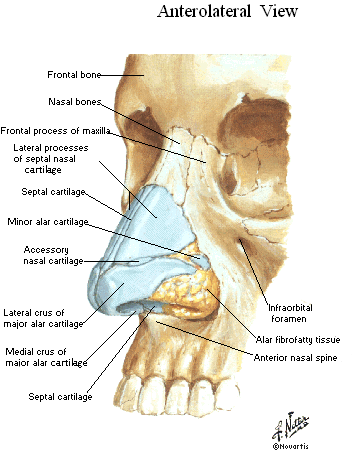 Anterolateral View
Frontal bone
Nasal bones
Frontal process of maxilla
Lateral processes
of septal nasal
cartilage
Septal cartilage
Minor alar cartilage
Accessory
nasal cartilage
Lateral crus of
major alar cartilage
Medial crus of
major alar cartilage
Septal cartilage
Infraorbital
foramen
Alar fibrofatty tissue
Anterior nasal spine
©Novartis